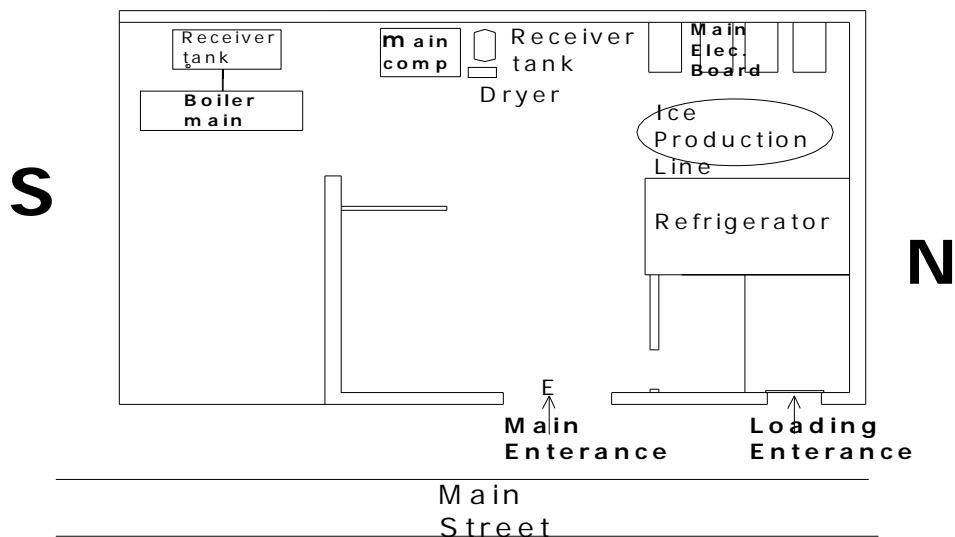 Receiver
tank
Boiler
main
main
comp
Receiver
tank
Dryer
Main
Elec.
Board
Ice
Production
Line
Refrigerator
S
N
E
Main
Enterance
Loading
Enterance
Main
Street